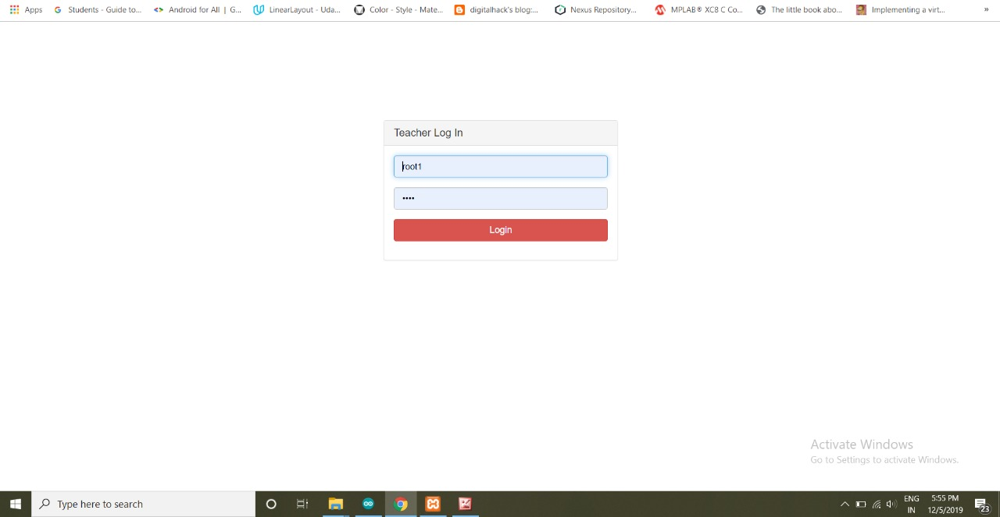 Apps Students - Guide to... Android for All | G... LinearLayout - Uda... Color - Style - Mate... digitalhack's blog:... Nexus Repository... MPLAB® XC8 C Co... The little book abo... Implementing a virt... »
Teacher Log In
root1
••••
Login
Activate Windows
Go to Settings to activate Windows.
Type here to search
ENG
IN
5:55 PM
12/5/2019
23